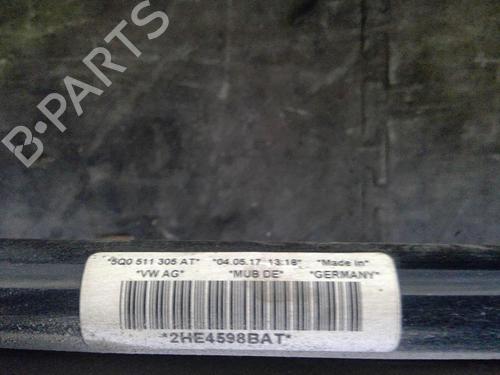 B-PARTS
*5Q0 511 305 AT* *04.05.17 13:18* *Made in*
*VW AG* *MUB DE* *GERMANY*
*2HE4598BAT*